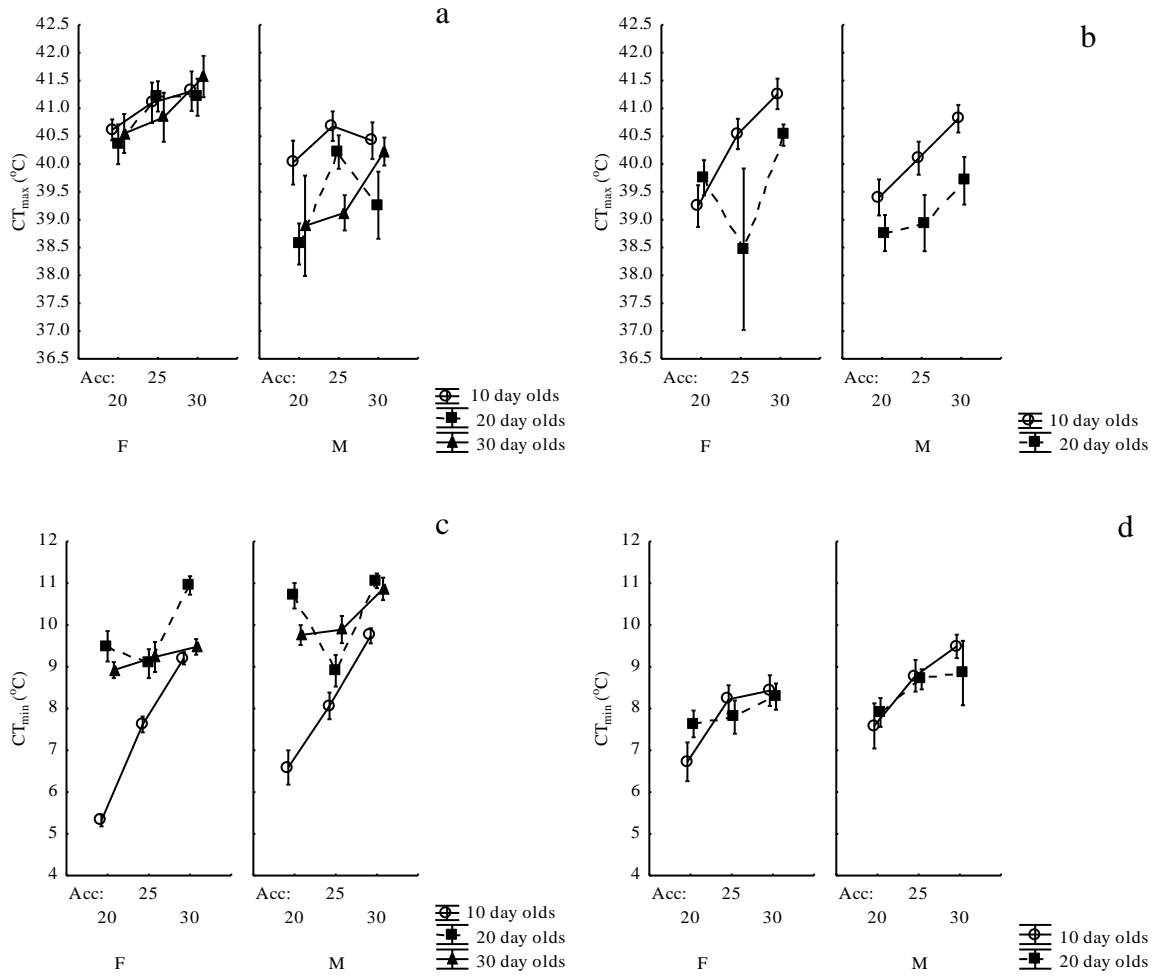 a
42.5
42.0
41.5
41.0
40.5
40.0
39.5
39.0
38.5
38.0
37.5
37.0
36.5
CTmax (°C)
Acc: 25
20 30
F
Acc: 25
20 30
M
10 day olds
20 day olds
30 day olds
b
42.5
42.0
41.5
41.0
40.5
40.0
39.5
39.0
38.5
38.0
37.5
37.0
36.5
CTmax (°C)
Acc: 25
20 30
F
Acc: 25
20 30
M
10 day olds
20 day olds
c
12
11
10
9
8
7
6
5
4
CTmin (°C)
Acc: 25
20 30
F
Acc: 25
20 30
M
10 day olds
20 day olds
30 day olds
d
12
11
10
9
8
7
6
5
4
CTmin (°C)
Acc: 25
20 30
F
Acc: 25
20 30
M
10 day olds
20 day olds